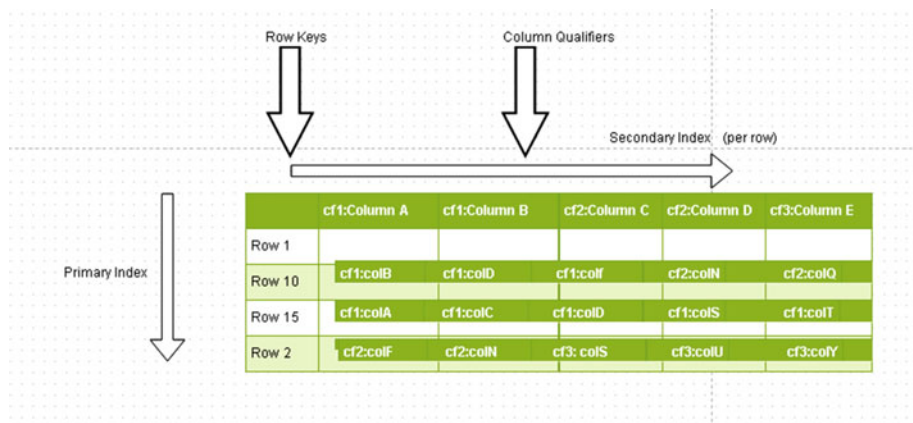 Row Keys
Column Qualifiers
Secondary Index (per row)
cf1:Column A cf1:Column B cf2:Column C cf2:Column D cf3:Column E
Row 1
Primary Index
Row 10 cf1:colB cf1:colD cf1:colf cf2:colN cf2:colQ
Row 15 cf1:colA cf1:colC cf1:colD cf1:colS cf1:colT
Row 2 cf2:colF cf2:colN cf3: colS cf3:colU cf3:colY